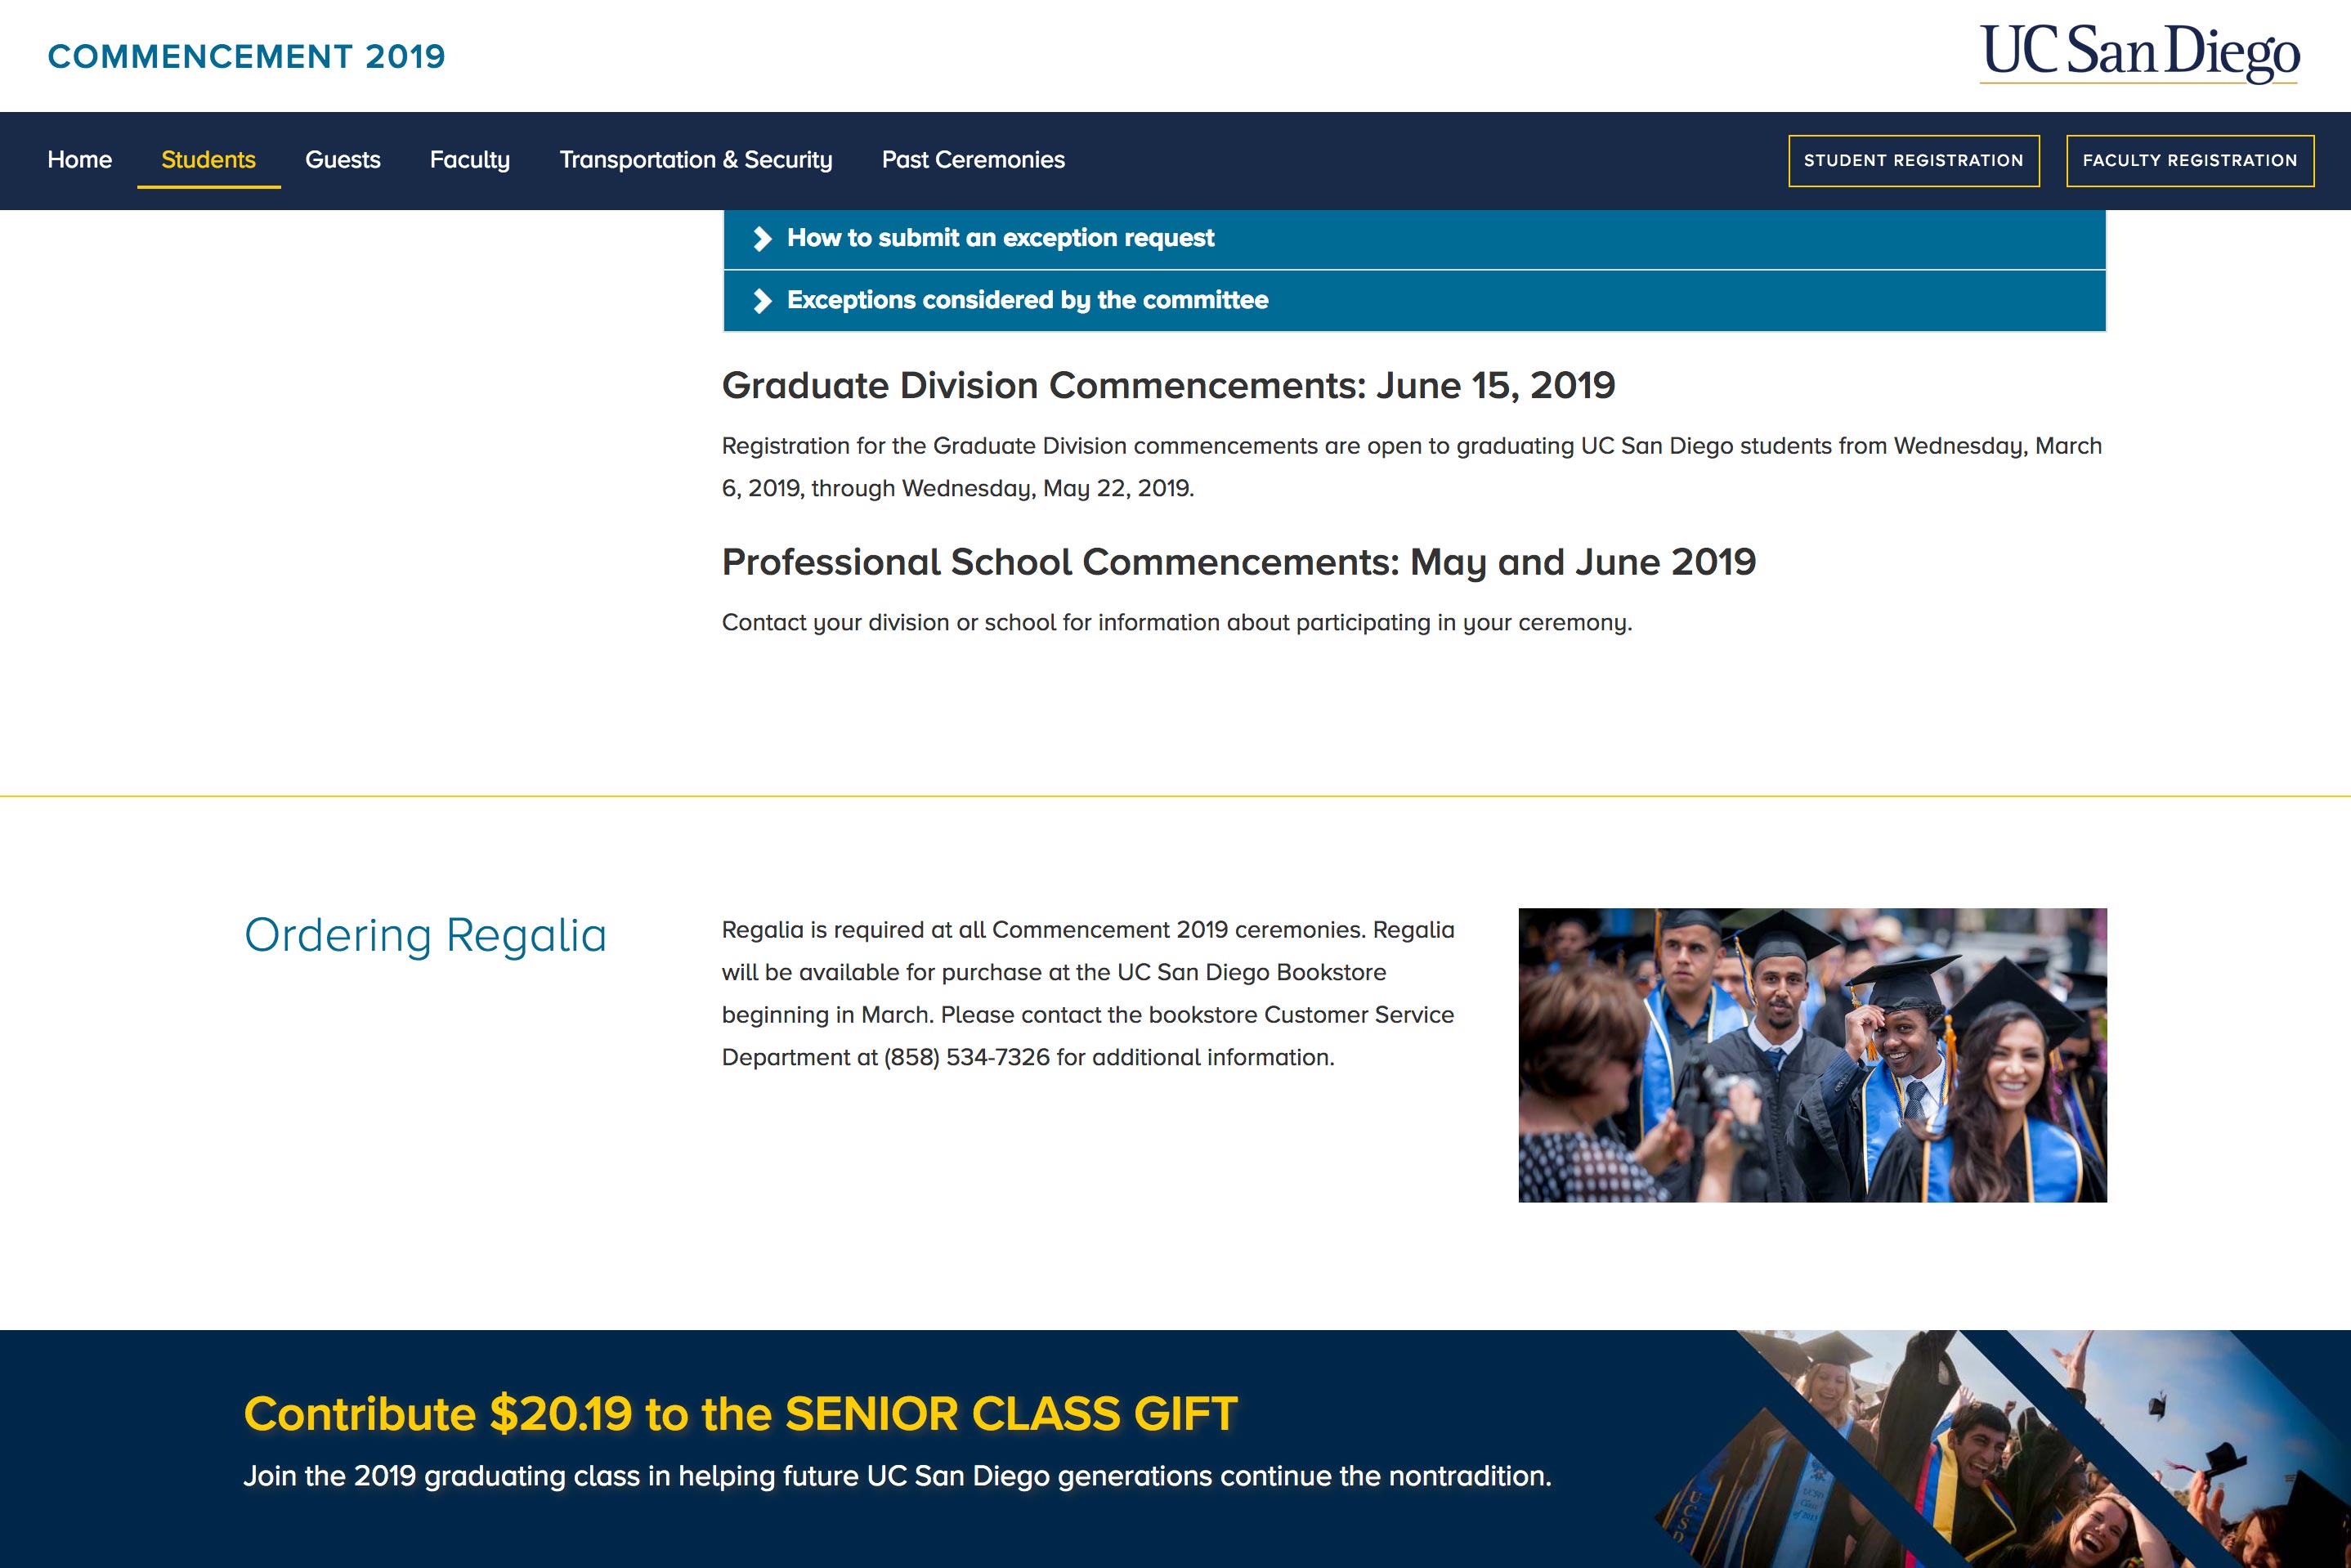 COMMENCEMENT 2019
UC San Diego
Home Students Guests Faculty Transportation & Security Past Ceremonies STUDENT REGISTRATION FACULTY REGISTRATION
How to submit an exception request
Exceptions considered by the committee
Graduate Division Commencements: June 15, 2019
Registration for the Graduate Division commencements are open to graduating UC San Diego students from Wednesday, March
6, 2019, through Wednesday, May 22, 2019.
Professional School Commencements: May and June 2019
Contact your division or school for information about participating in your ceremony.
Ordering Regalia
Regalia is required at all Commencement 2019 ceremonies. Regalia
will be available for purchase at the UC San Diego Bookstore
beginning in March. Please contact the bookstore Customer Service
Department at (858) 534-7326 for additional information.
Contribute $20.19 to the SENIOR CLASS GIFT
Join the 2019 graduating class in helping future UC San Diego generations continue the nontradition.
UCSD